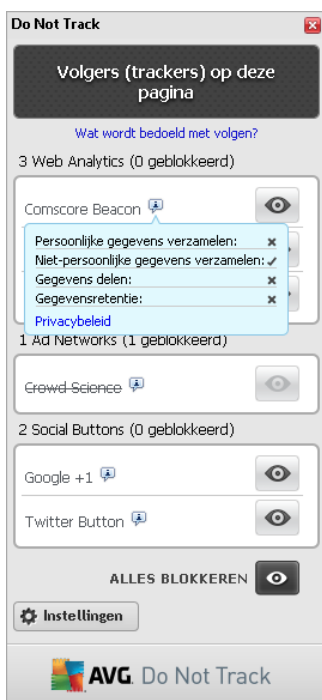 Do Not Track
Volgers (trackers) op deze
pagina
Wat wordt bedoeld met volgen?
3 Web Analytics (0 geblokkeerd)
Comscore Beacon
Persoonlijke gegevens verzamelen:
Niet-persoonlijke gegevens verzamelen:
Gegevens delen:
Gegevensretentie:
Privacybeleid
1 Ad Networks (1 geblokkeerd)
Crowd Science
2 Social Buttons (0 geblokkeerd)
Google +1
Twitter Button
ALLES BLOKKEREN
Instellingen
AVG. Do Not Track